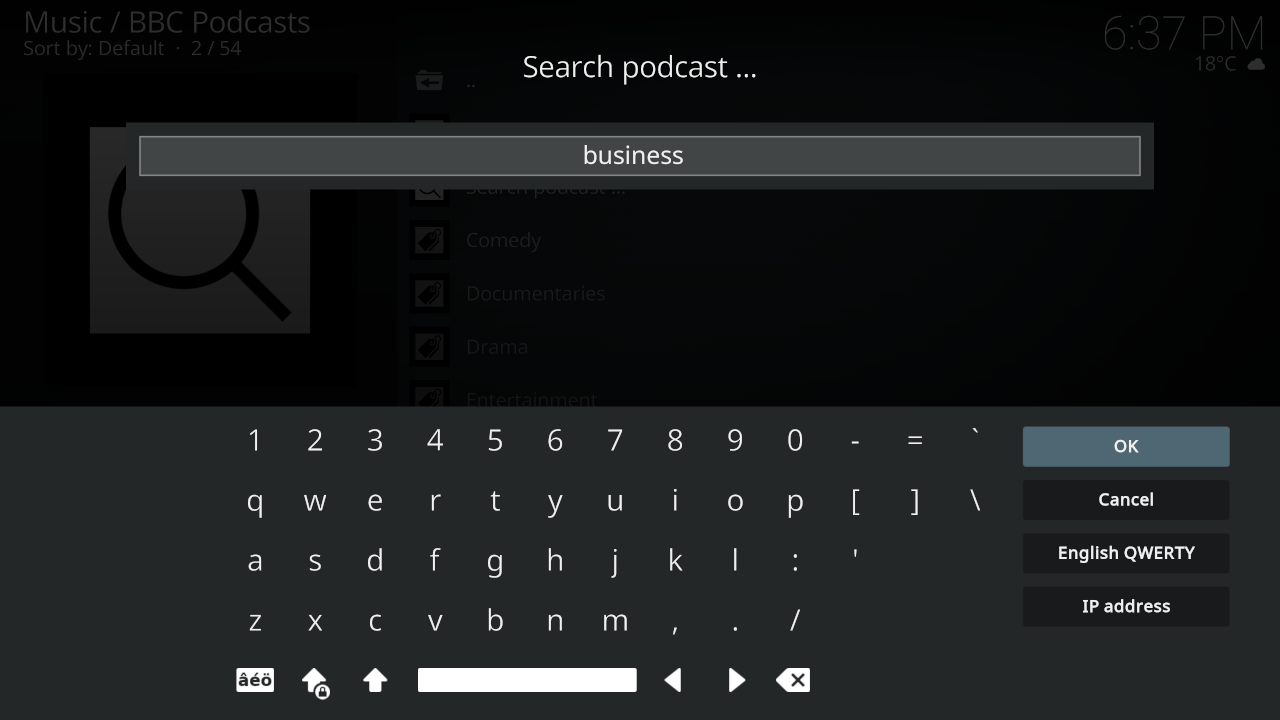 Music / BBC Podcasts
Sort by: Default · 2 / 54
6:37 PM
18°C
Search podcast ...
..
business
Search podcast ...
Comedy
Documentaries
Drama
Entertainment
1 2 3 4 5 6 7 8 9 0 - = `
q w e r t y u i o p [ ] \
a s d f g h j k l : '
z x c v b n m , . /
âéö
OK
Cancel
English QWERTY
IP address